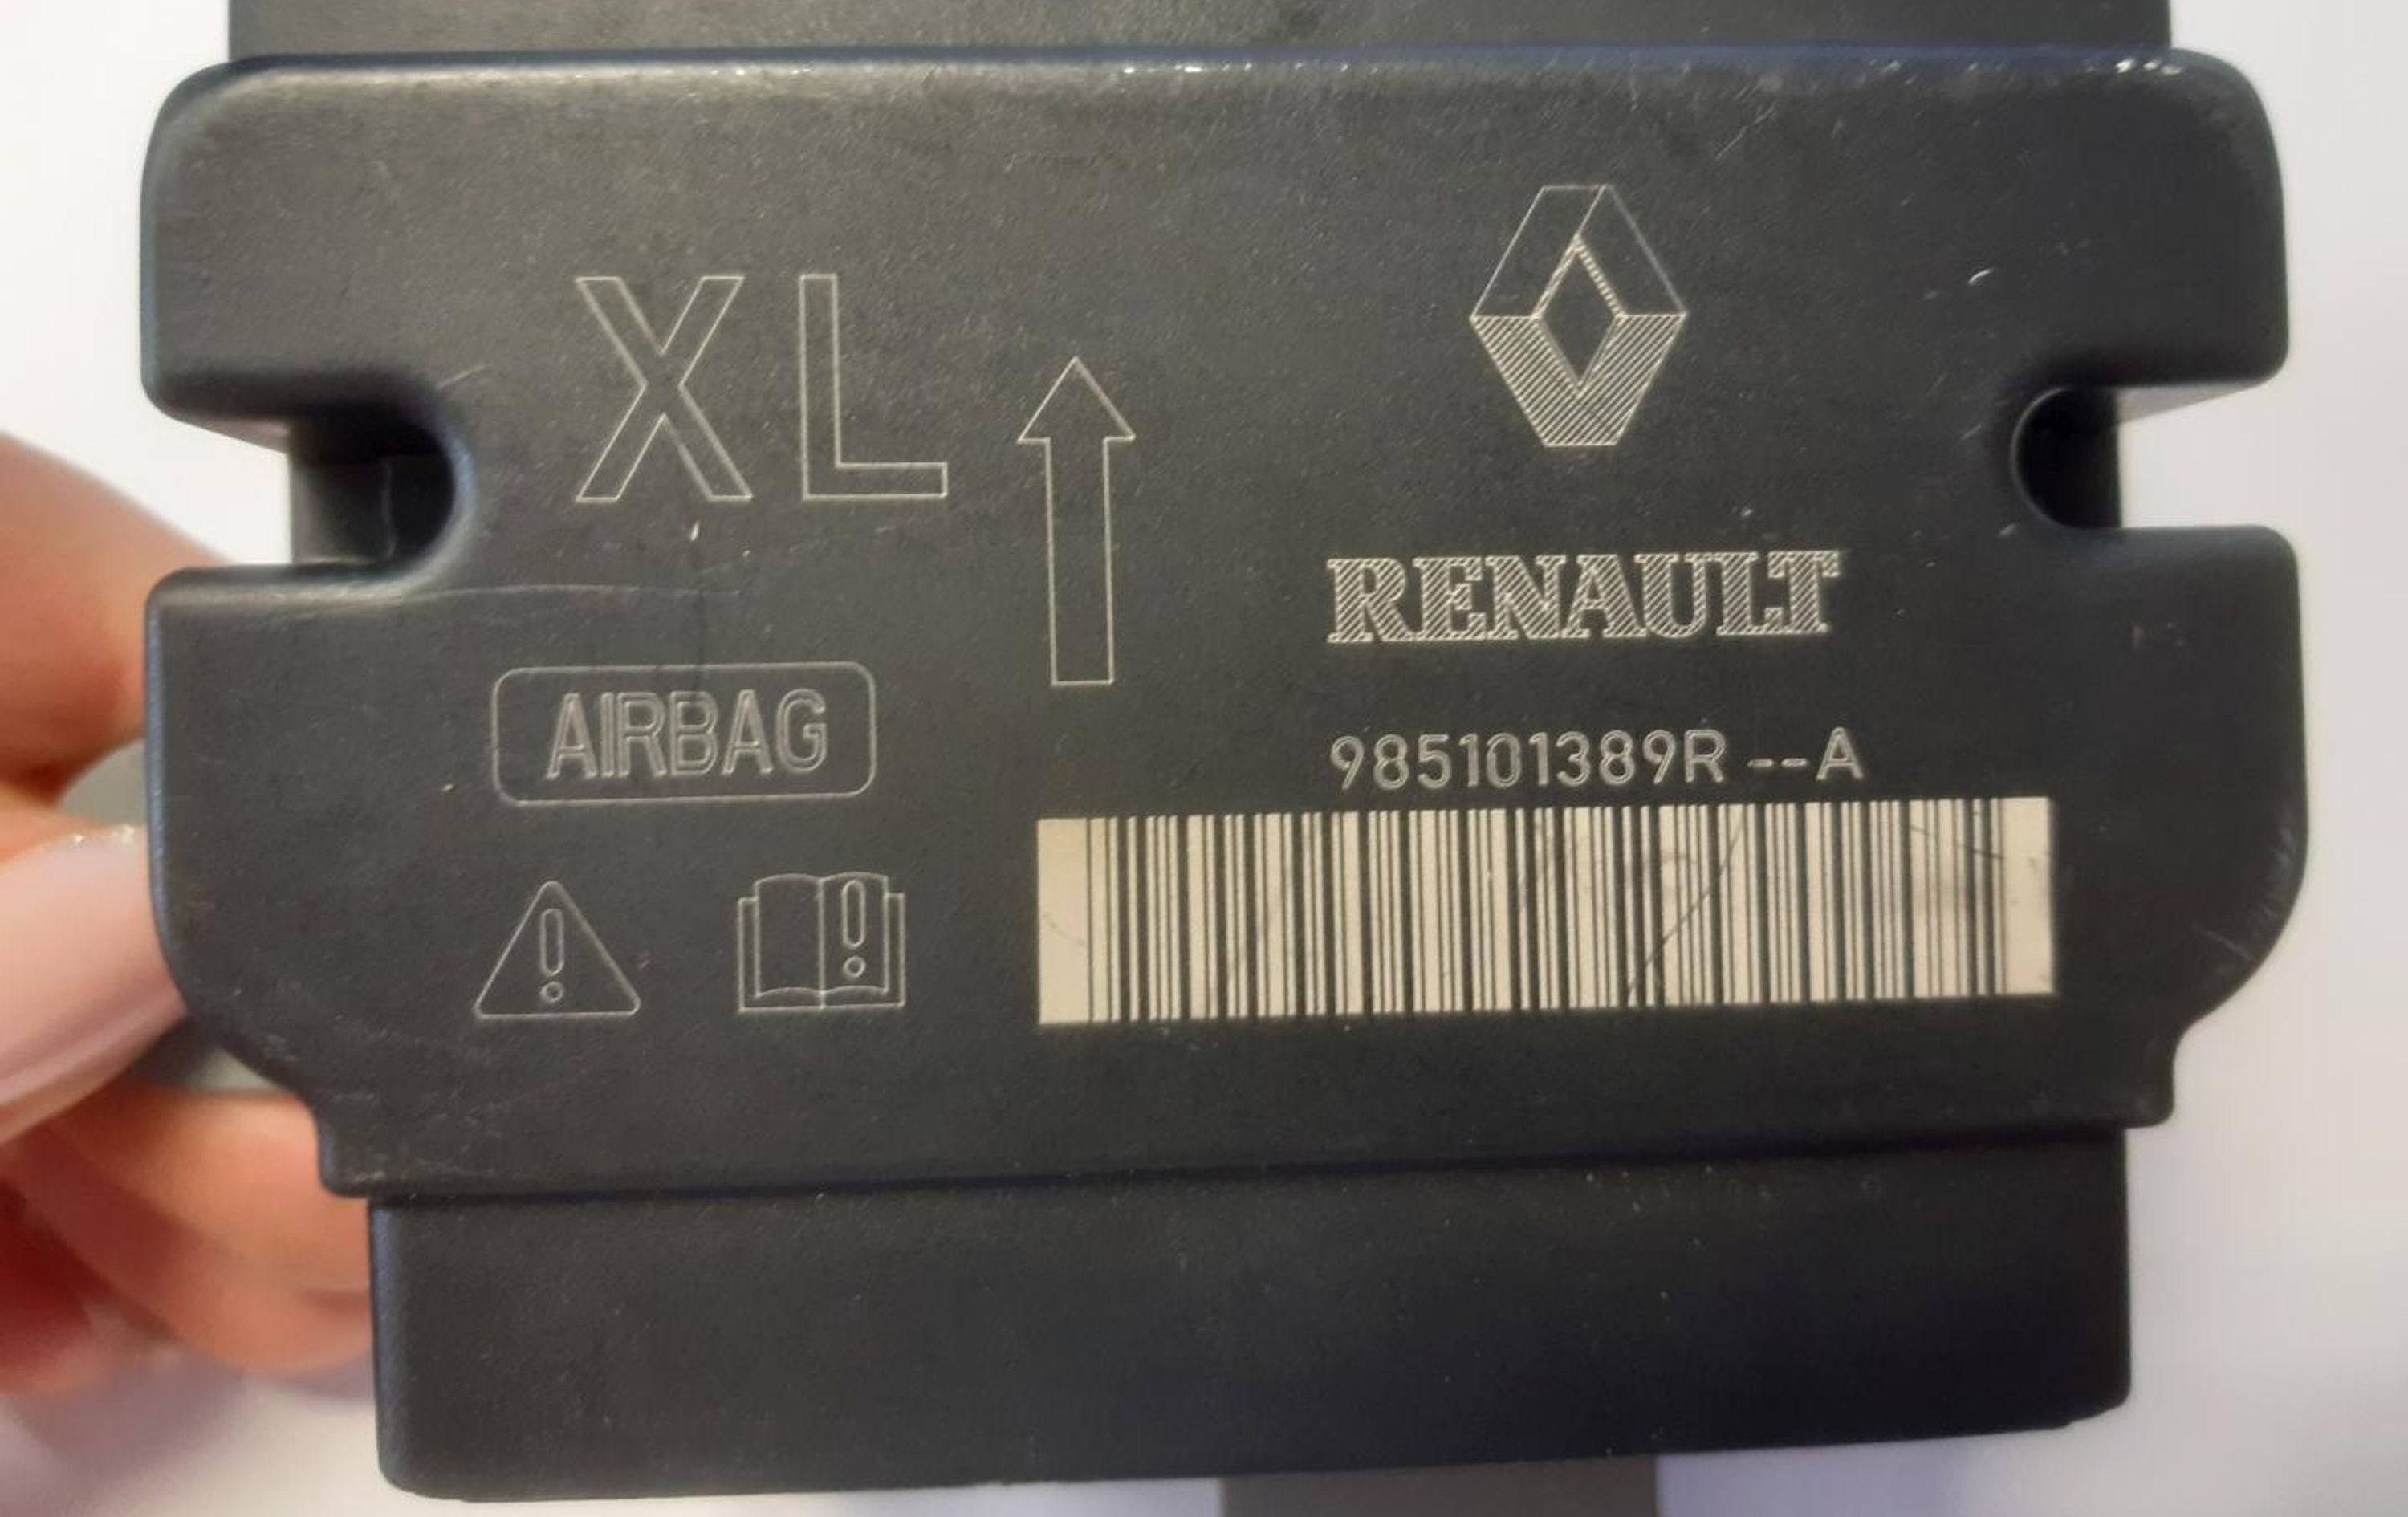 XL
RENAULT
AIRBAG
985101389R --A